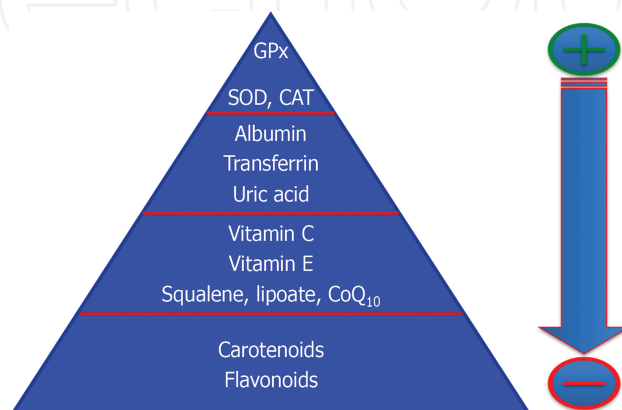 GPx
SOD, CAT
Albumin
Transferrin
Uric acid
Vitamin C
Vitamin E
Squalene, lipoate, CoQ₁₀
Carotenoids
Flavonoids